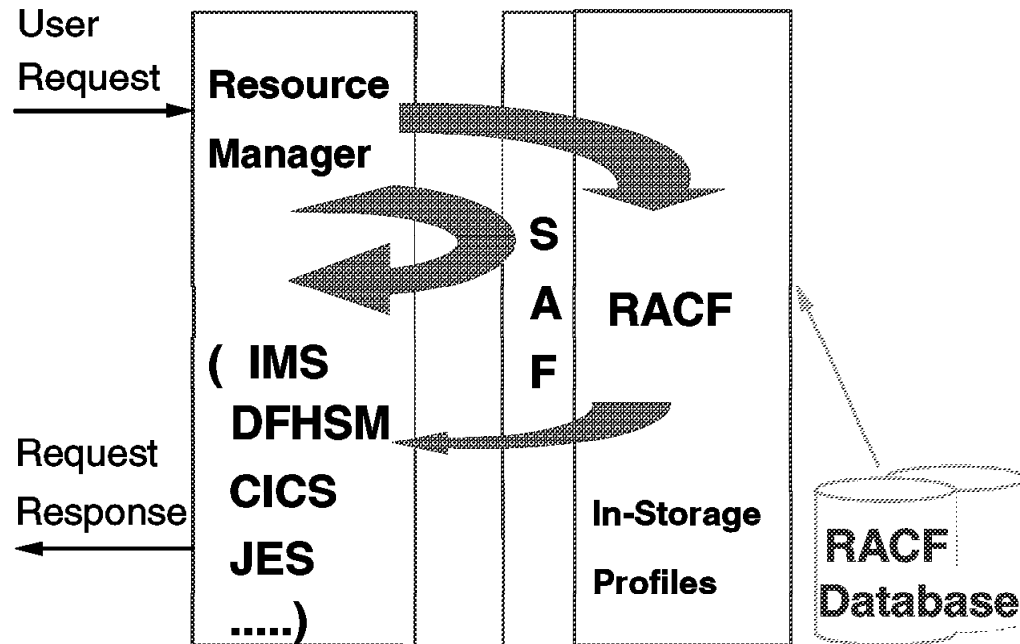 User
Request
Resource
Manager
( IMS
DFHSM
CICS
JES
.....)
Request
Response
S
A
F
RACF
In-Storage
Profiles
RACF
Database